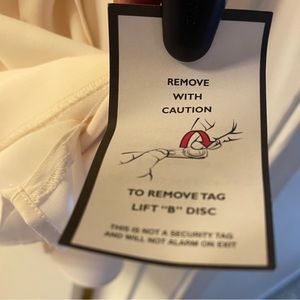 REMOVE
WITH
CAUTION
TO REMOVE TAG
LIFT "B" DISC
THIS IS NOT A SECURITY TAG
AND WILL NOT ALARM ON EXIT